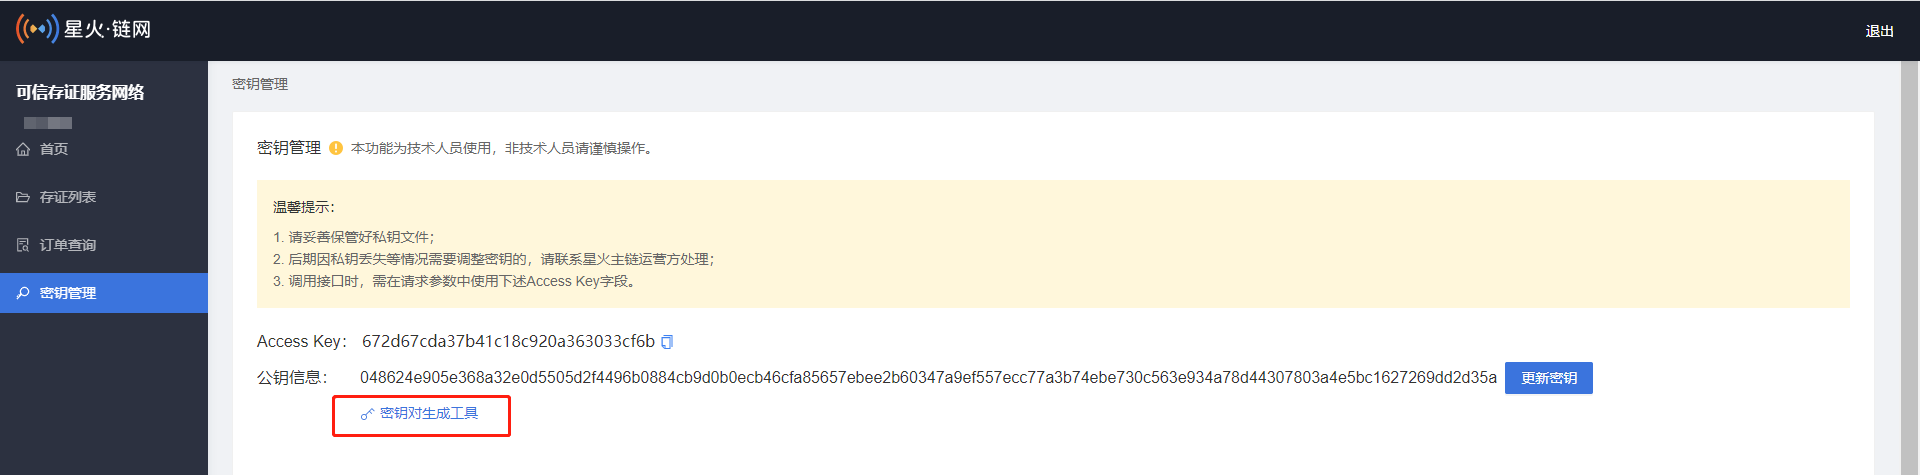 星火·链网
退出
可信存证服务网络
首页
存证列表
订单查询
密钥管理
密钥管理
密钥管理 本功能为技术人员使用，非技术人员请谨慎操作。
温馨提示：
1. 请妥善保管好私钥文件；
2. 后期因私钥丢失等情况需要调整密钥的，请联系星火主链运营方处理；
3. 调用接口时，需在请求参数中使用下述Access Key字段。
Access Key： 672d67cda37b41c18c920a363033cf6b
公钥信息： 048624e905e368a32e0d5505d2f4496b0884cb9d0b0ecb46cfa85657ebee2b60347a9ef557ecc77a3b74ebe730c563e934a78d44307803a4e5bc1627269dd2d35a 更新密钥
密钥对生成工具